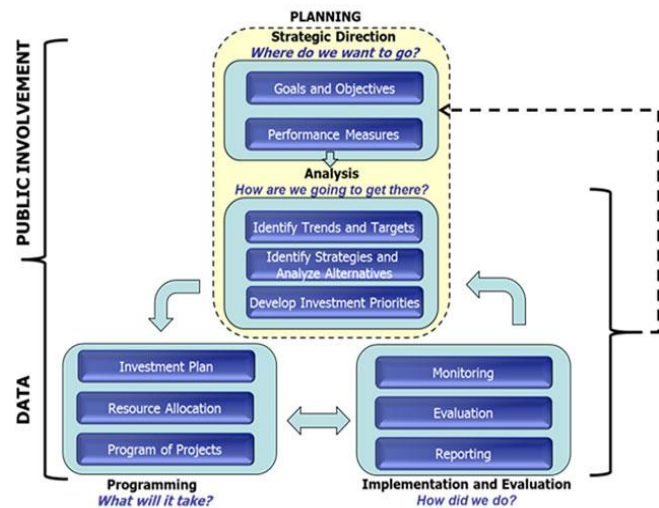 PLANNING
Strategic Direction
Where do we want to go?
Goals and Objectives
Performance Measures
Analysis
How are we going to get there?
Identify Trends and Targets
Identify Strategies and
Analyze Alternatives
Develop Investment Priorities
PUBLIC INVOLVEMENT
DATA
Investment Plan
Resource Allocation
Program of Projects
Programming
What will it take?
Monitoring
Evaluation
Reporting
Implementation and Evaluation
How did we do?